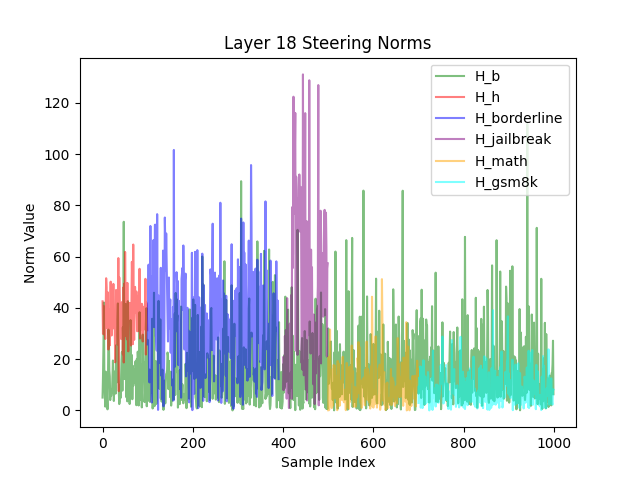 Layer 18 Steering Norms
Norm Value
120
100
80
60
40
20
0
0
200
400
600
800
1000
Sample Index
H_b
H_h
H_borderline
H_jailbreak
H_math
H_gsm8k